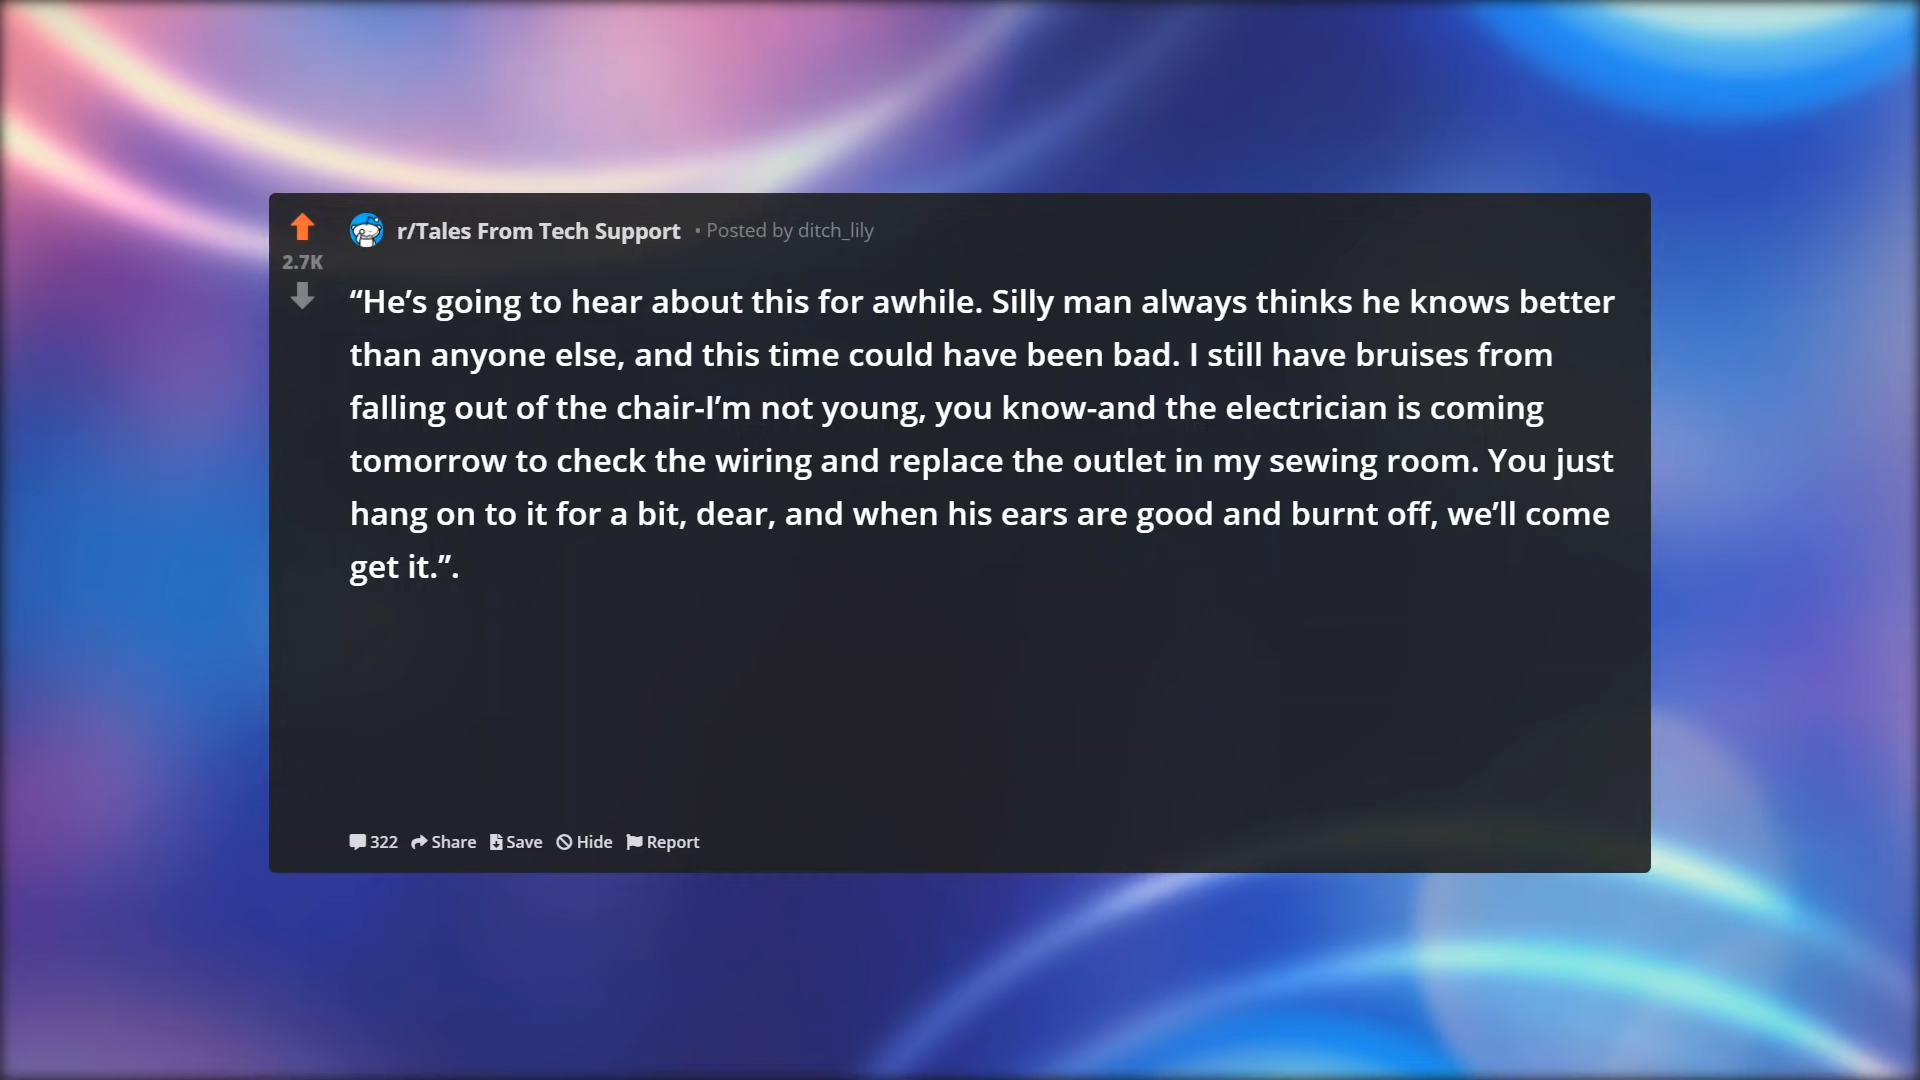 r/Tales From Tech Support • Posted by ditch_lily
2.7K
“He’s going to hear about this for awhile. Silly man always thinks he knows better
than anyone else, and this time could have been bad. I still have bruises from
falling out of the chair-I’m not young, you know-and the electrician is coming
tomorrow to check the wiring and replace the outlet in my sewing room. You just
hang on to it for a bit, dear, and when his ears are good and burnt off, we’ll come
get it.”.
322 Share Save Hide Report